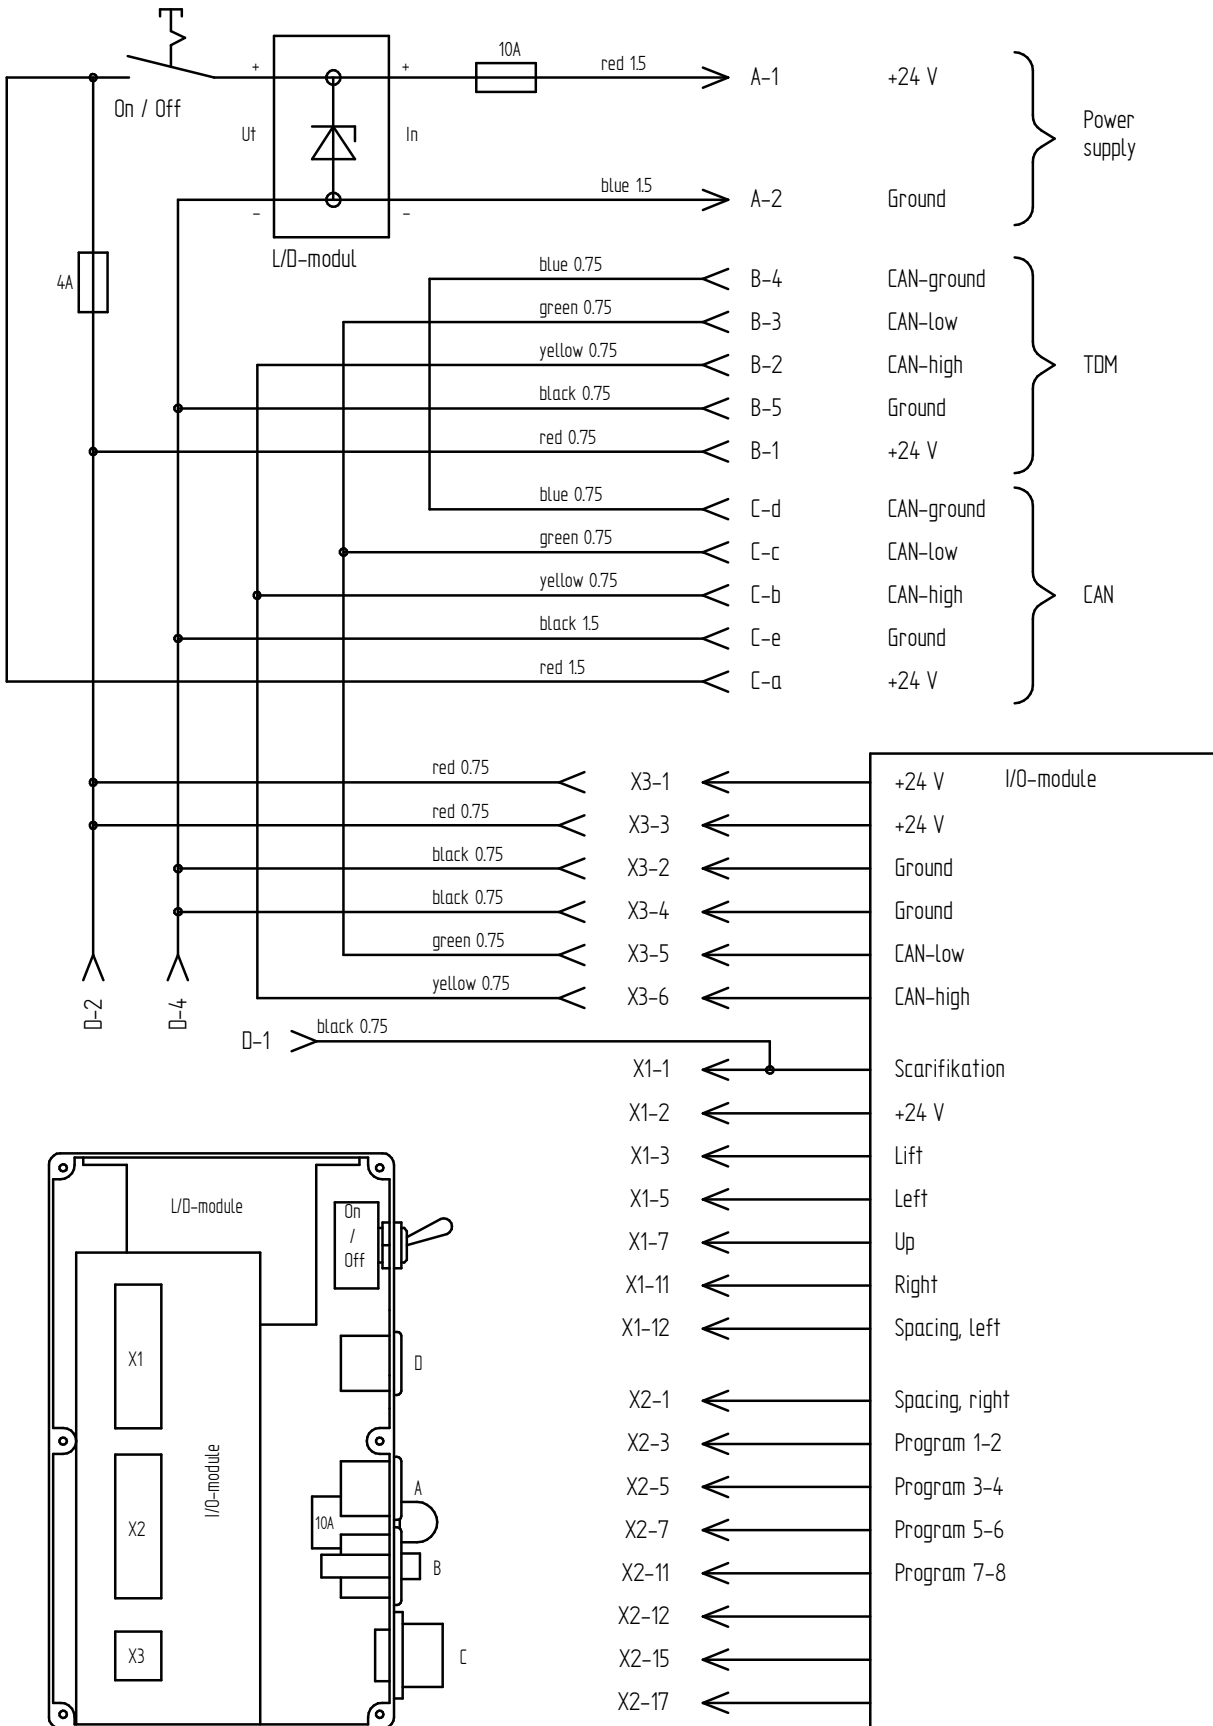 10A red 1.5 A-1 +24 V
+ +
On / Off
Ut In
Power
supply
blue 1.5 A-2 Ground
- -
L/D-modul
4A
blue 0.75 B-4 CAN-ground
green 0.75 B-3 CAN-low
yellow 0.75 B-2 CAN-high TDM
black 0.75 B-5 Ground
red 0.75 B-1 +24 V
blue 0.75 C-d CAN-ground
green 0.75 C-c CAN-low
yellow 0.75 C-b CAN-high CAN
black 1.5 C-e Ground
red 1.5 C-a +24 V
red 0.75 X3-1 +24 V I/O-module
red 0.75 X3-3 +24 V
black 0.75 X3-2 Ground
black 0.75 X3-4 Ground
green 0.75 X3-5 CAN-low
yellow 0.75 X3-6 CAN-high
D-2
D-4
D-1 black 0.75
X1-1 Scarifikation
X1-2 +24 V
X1-3 Lift
X1-5 Left
X1-7 Up
X1-11 Right
X1-12 Spacing, left
X2-1 Spacing, right
X2-3 Program 1-2
X2-5 Program 3-4
X2-7 Program 5-6
X2-11 Program 7-8
X2-12
X2-15
X2-17
L/D-module
On
/
Off
X1
D
I/O-module
A
X2
10A
B
X3
C